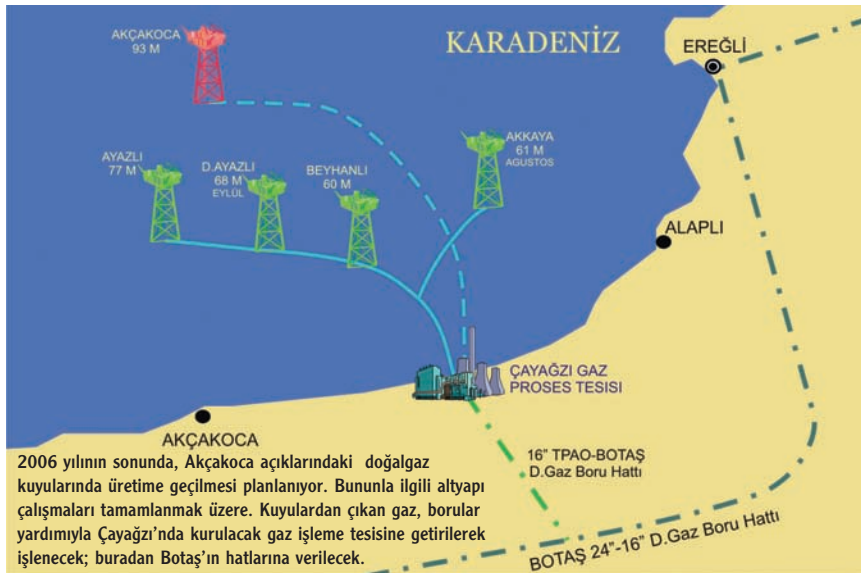 AKÇAKOCA
93 M
KARADENİZ
EREĞLİ
AYAZLI
77 M
D.AYAZLI
68 M
EYLÜL
BEYHANLI
60 M
AKKAYA
61 M
AGUSTOS
ALAPLI
ÇAYAĞZI GAZ
PROSES TESISI
AKÇAKOCA
16" TPAO-BOTAŞ
D.Gaz Boru Hattı
BOTAŞ 24"-16" D.Gaz Boru Hattı
2006 yılının sonunda, Akçakoca açıklarındaki doğalgaz
kuyularında üretime geçilmesi planlanıyor. Bununla ilgili altyapı
çalışmaları tamamlanmak üzere. Kuyulardan çıkan gaz, borular
yardımıyla Çayağzı'nda kurulacak gaz işleme tesisine getirilerek
işlenecek; buradan Botaş'ın hatlarına verilecek.